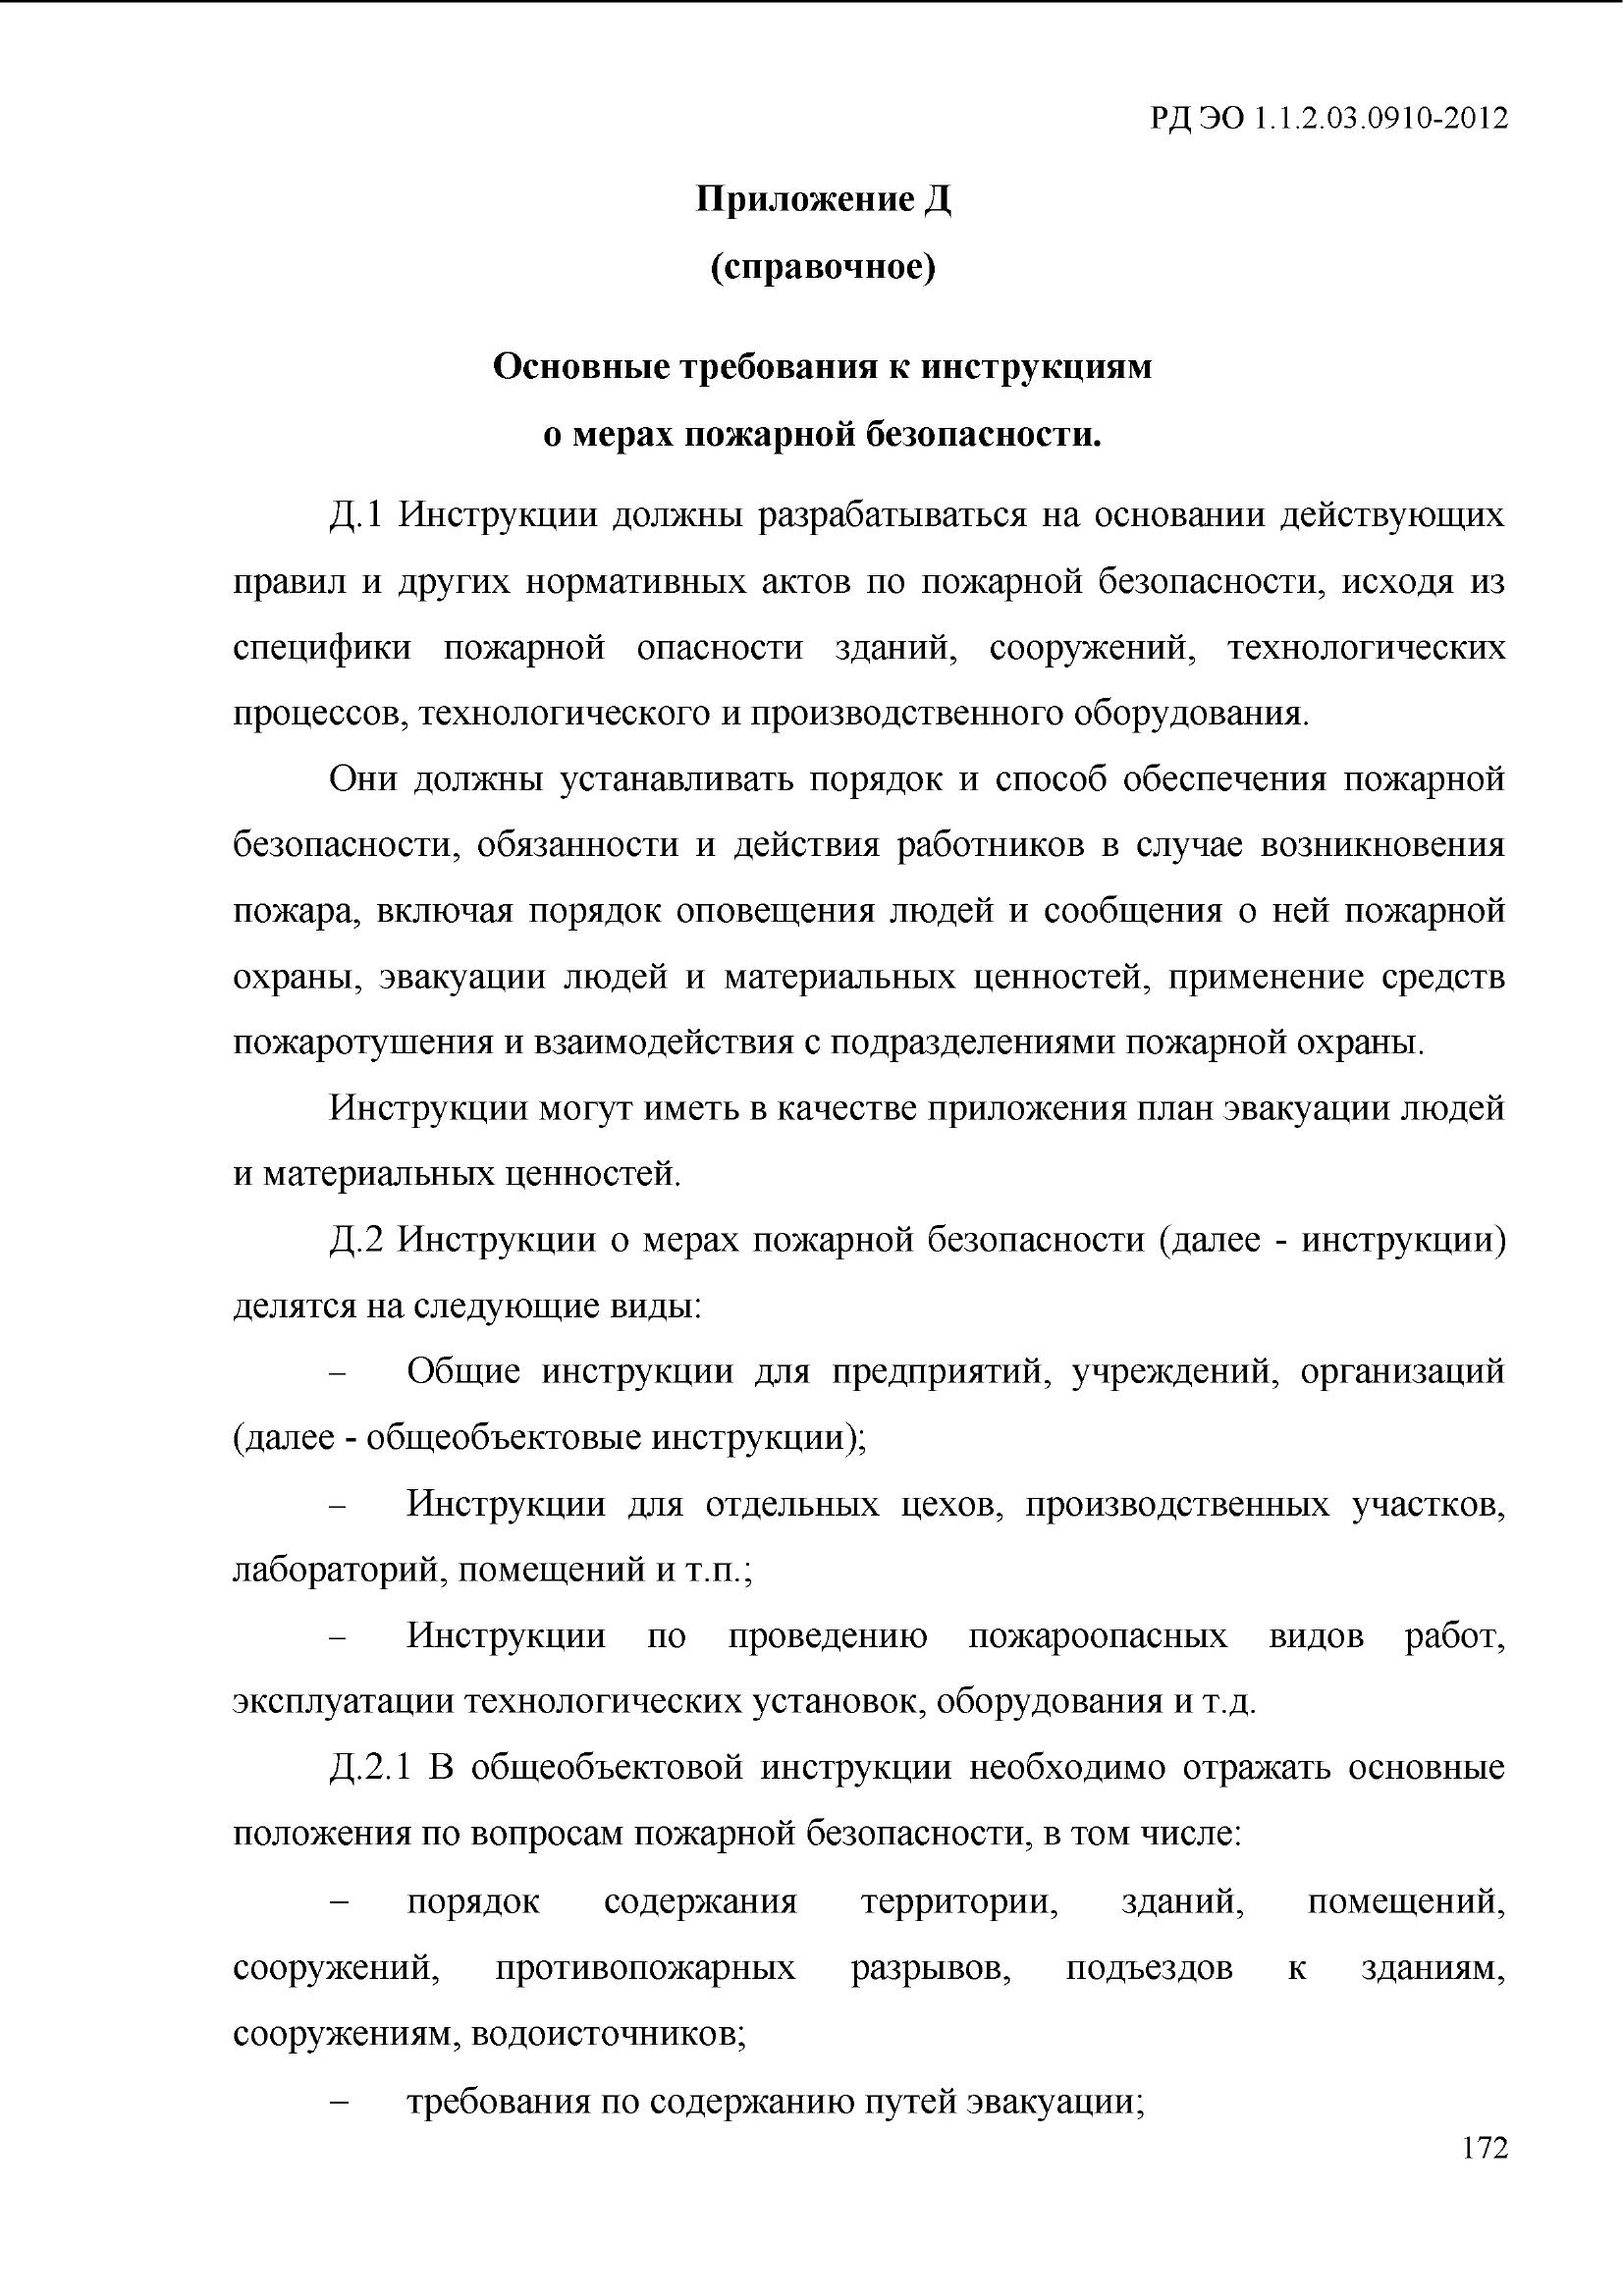 РД ЭО 1.1.2.03.0910-2012
Приложение Д
(справочное)
Основные требования к инструкциям
о мерах пожарной безопасности.
Д.1 Инструкции должны разрабатываться на основании действующих
правил и других нормативных актов по пожарной безопасности, исходя из
специфики пожарной опасности зданий, сооружений, технологических
процессов, технологического и производственного оборудования.
Они должны устанавливать порядок и способ обеспечения пожарной
безопасности, обязанности и действия работников в случае возникновения
пожара, включая порядок оповещения людей и сообщения о ней пожарной
охраны, эвакуации людей и материальных ценностей, применение средств
пожаротушения и взаимодействия с подразделениями пожарной охраны.
Инструкции могут иметь в качестве приложения план эвакуации людей
и материальных ценностей.
Д.2 Инструкции о мерах пожарной безопасности (далее - инструкции)
делятся на следующие виды:
– Общие инструкции для предприятий, учреждений, организаций
(далее - общеобъектовые инструкции);
– Инструкции для отдельных цехов, производственных участков,
лабораторий, помещений и т.п.;
– Инструкции по проведению пожароопасных видов работ,
эксплуатации технологических установок, оборудования и т.д.
Д.2.1 В общеобъектовой инструкции необходимо отражать основные
положения по вопросам пожарной безопасности, в том числе:
– порядок содержания территории, зданий, помещений,
сооружений, противопожарных разрывов, подъездов к зданиям,
сооружениям, водоисточников;
– требования по содержанию путей эвакуации;
172